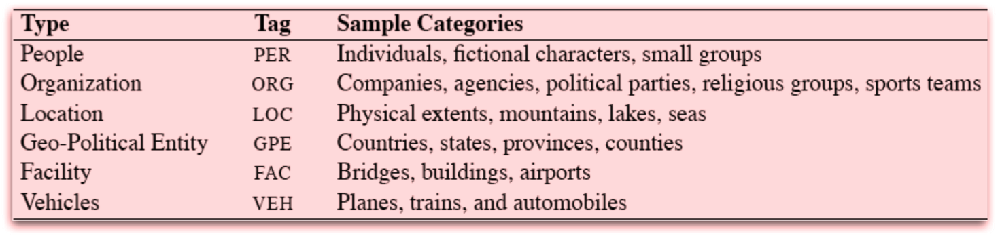 Type Tag Sample Categories
People PER Individuals, fictional characters, small groups
Organization ORG Companies, agencies, political parties, religious groups, sports teams
Location LOC Physical extents, mountains, lakes, seas
Geo-Political Entity GPE Countries, states, provinces, counties
Facility FAC Bridges, buildings, airports
Vehicles VEH Planes, trains, and automobiles